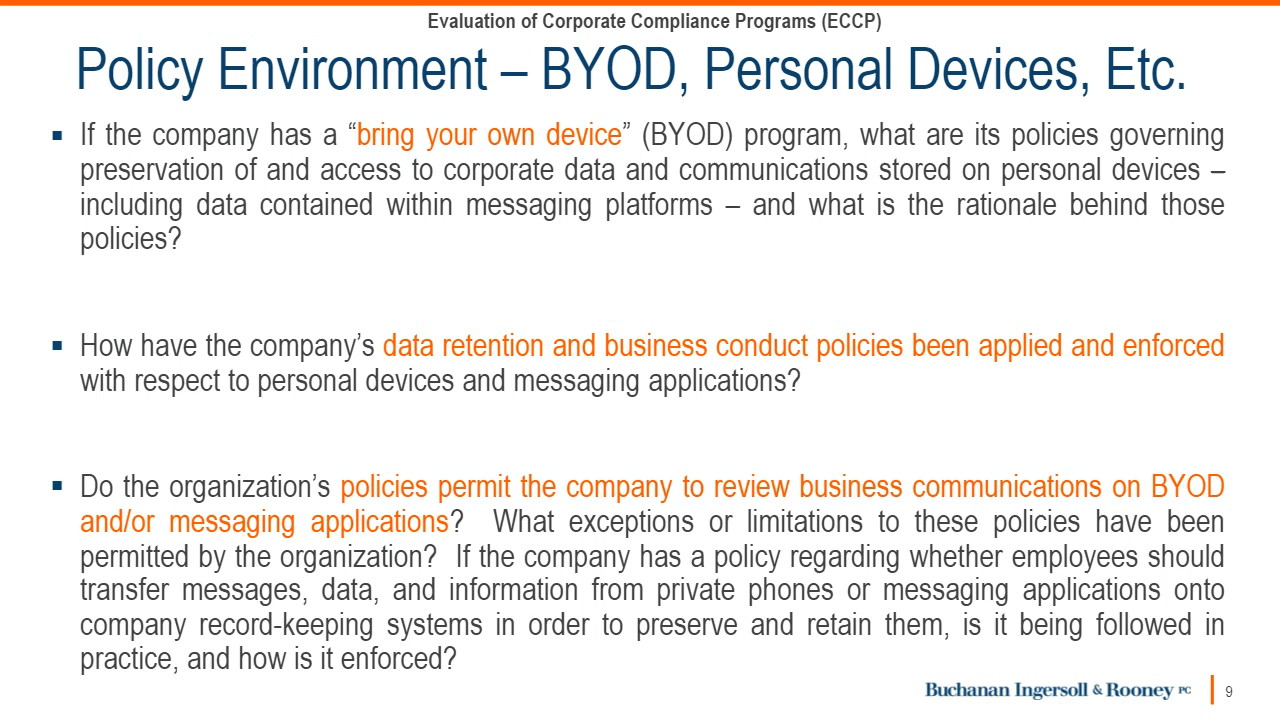 Evaluation of Corporate Compliance Programs (ECCP)
Policy Environment – BYOD, Personal Devices, Etc.
▪ If the company has a “bring your own device” (BYOD) program, what are its policies governing
preservation of and access to corporate data and communications stored on personal devices –
including data contained within messaging platforms – and what is the rationale behind those
policies?
▪ How have the company’s data retention and business conduct policies been applied and enforced
with respect to personal devices and messaging applications?
▪ Do the organization’s policies permit the company to review business communications on BYOD
and/or messaging applications? What exceptions or limitations to these policies have been
permitted by the organization? If the company has a policy regarding whether employees should
transfer messages, data, and information from private phones or messaging applications onto
company record-keeping systems in order to preserve and retain them, is it being followed in
practice, and how is it enforced?
Buchanan Ingersoll & Rooney PC
9